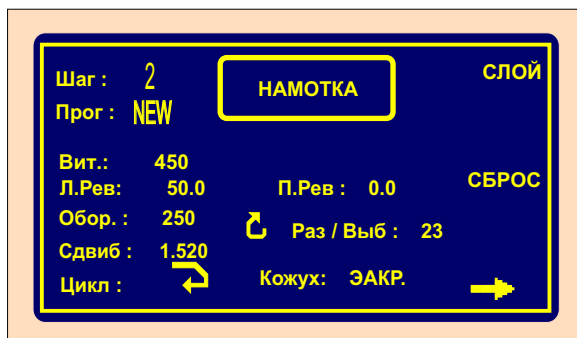 Шаг : 2
НАМОТКА
СЛОЙ
Прог : NEW
Вит.: 450
СБРОС
Л.Рев: 50.0 П.Рев : 0.0
Обор. : 250 Раз / Выб : 23
Сдвиб : 1.520
Цикл : Кожух: ЭАКР.